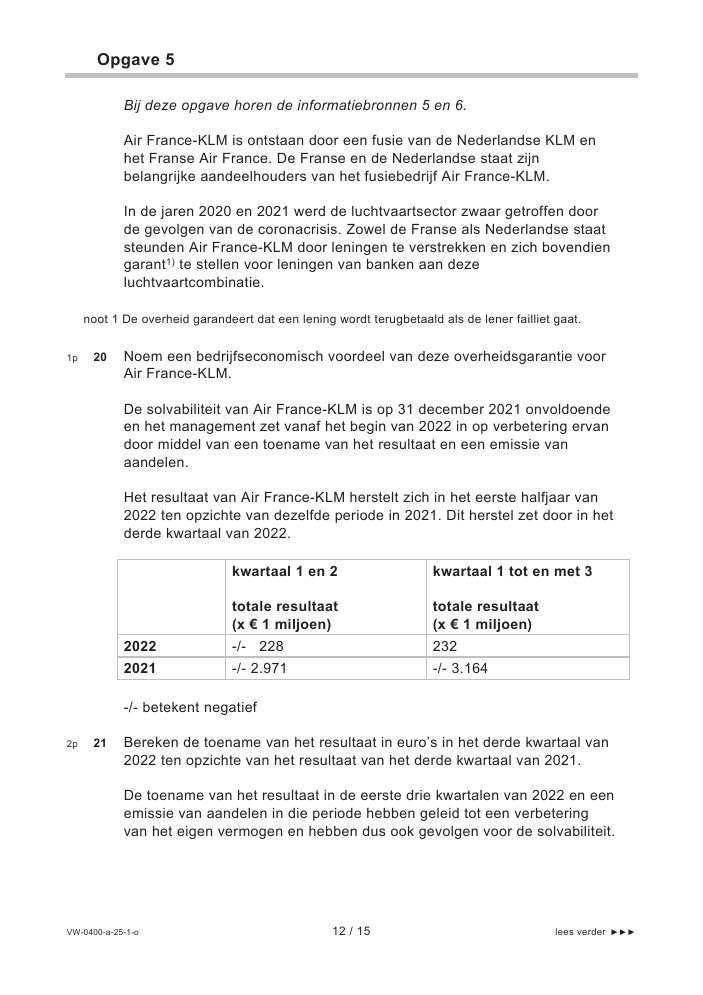 Opgave 5
Bij deze opgave horen de informatiebronnen 5 en 6.
Air France-KLM is ontstaan door een fusie van de Nederlandse KLM en
het Franse Air France. De Franse en de Nederlandse staat zijn
belangrijke aandeelhouders van het fusiebedrijf Air France-KLM.
In de jaren 2020 en 2021 werd de luchtvaartsector zwaar getroffen door
de gevolgen van de coronacrisis. Zowel de Franse als Nederlandse staat
steunden Air France-KLM door leningen te verstrekken en zich bovendien
garant1) te stellen voor leningen van banken aan deze
luchtvaartcombinatie.
noot 1 De overheid garandeert dat een lening wordt terugbetaald als de lener failliet gaat.
1p 20 Noem een bedrijfseconomisch voordeel van deze overheidsgarantie voor
Air France-KLM.
De solvabiliteit van Air France-KLM is op 31 december 2021 onvoldoende
en het management zet vanaf het begin van 2022 in op verbetering ervan
door middel van een toename van het resultaat en een emissie van
aandelen.
Het resultaat van Air France-KLM herstelt zich in het eerste halfjaar van
2022 ten opzichte van dezelfde periode in 2021. Dit herstel zet door in het
derde kwartaal van 2022.
kwartaal 1 en 2 kwartaal 1 tot en met 3
totale resultaat totale resultaat
(x € 1 miljoen) (x € 1 miljoen)
2022 -/- 228 232
2021 -/- 2.971 -/- 3.164
-/- betekent negatief
2p 21 Bereken de toename van het resultaat in euro's in het derde kwartaal van
2022 ten opzichte van het resultaat van het derde kwartaal van 2021.
De toename van het resultaat in de eerste drie kwartalen van 2022 en een
emissie van aandelen in die periode hebben geleid tot een verbetering
van het eigen vermogen en hebben dus ook gevolgen voor de solvabiliteit.
VW-0400-a-25-1-o 12 / 15 lees verder ►►►